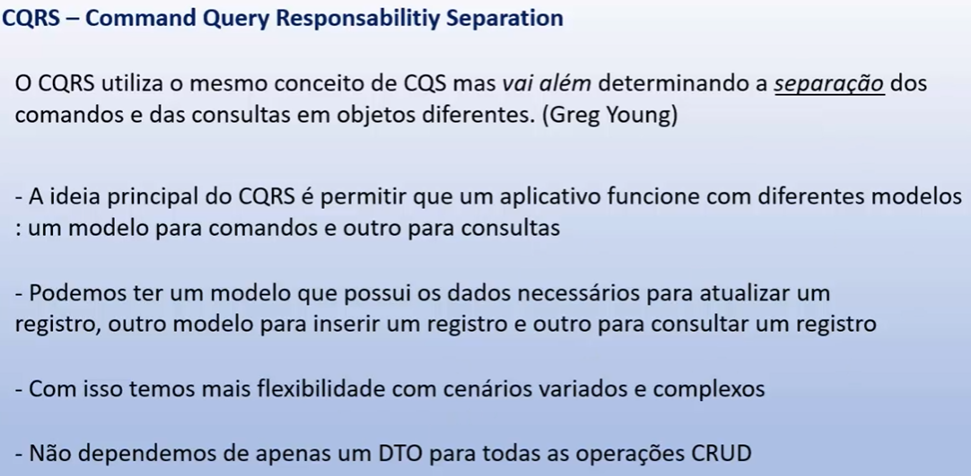 CQRS – Command Query Responsabilitiy Separation
O CQRS utiliza o mesmo conceito de CQS mas vai além determinando a separação dos
comandos e das consultas em objetos diferentes. (Greg Young)
- A ideia principal do CQRS é permitir que um aplicativo funcione com diferentes modelos
: um modelo para comandos e outro para consultas
- Podemos ter um modelo que possui os dados necessários para atualizar um
registro, outro modelo para inserir um registro e outro para consultar um registro
- Com isso temos mais flexibilidade com cenários variados e complexos
- Não dependemos de apenas um DTO para todas as operações CRUD